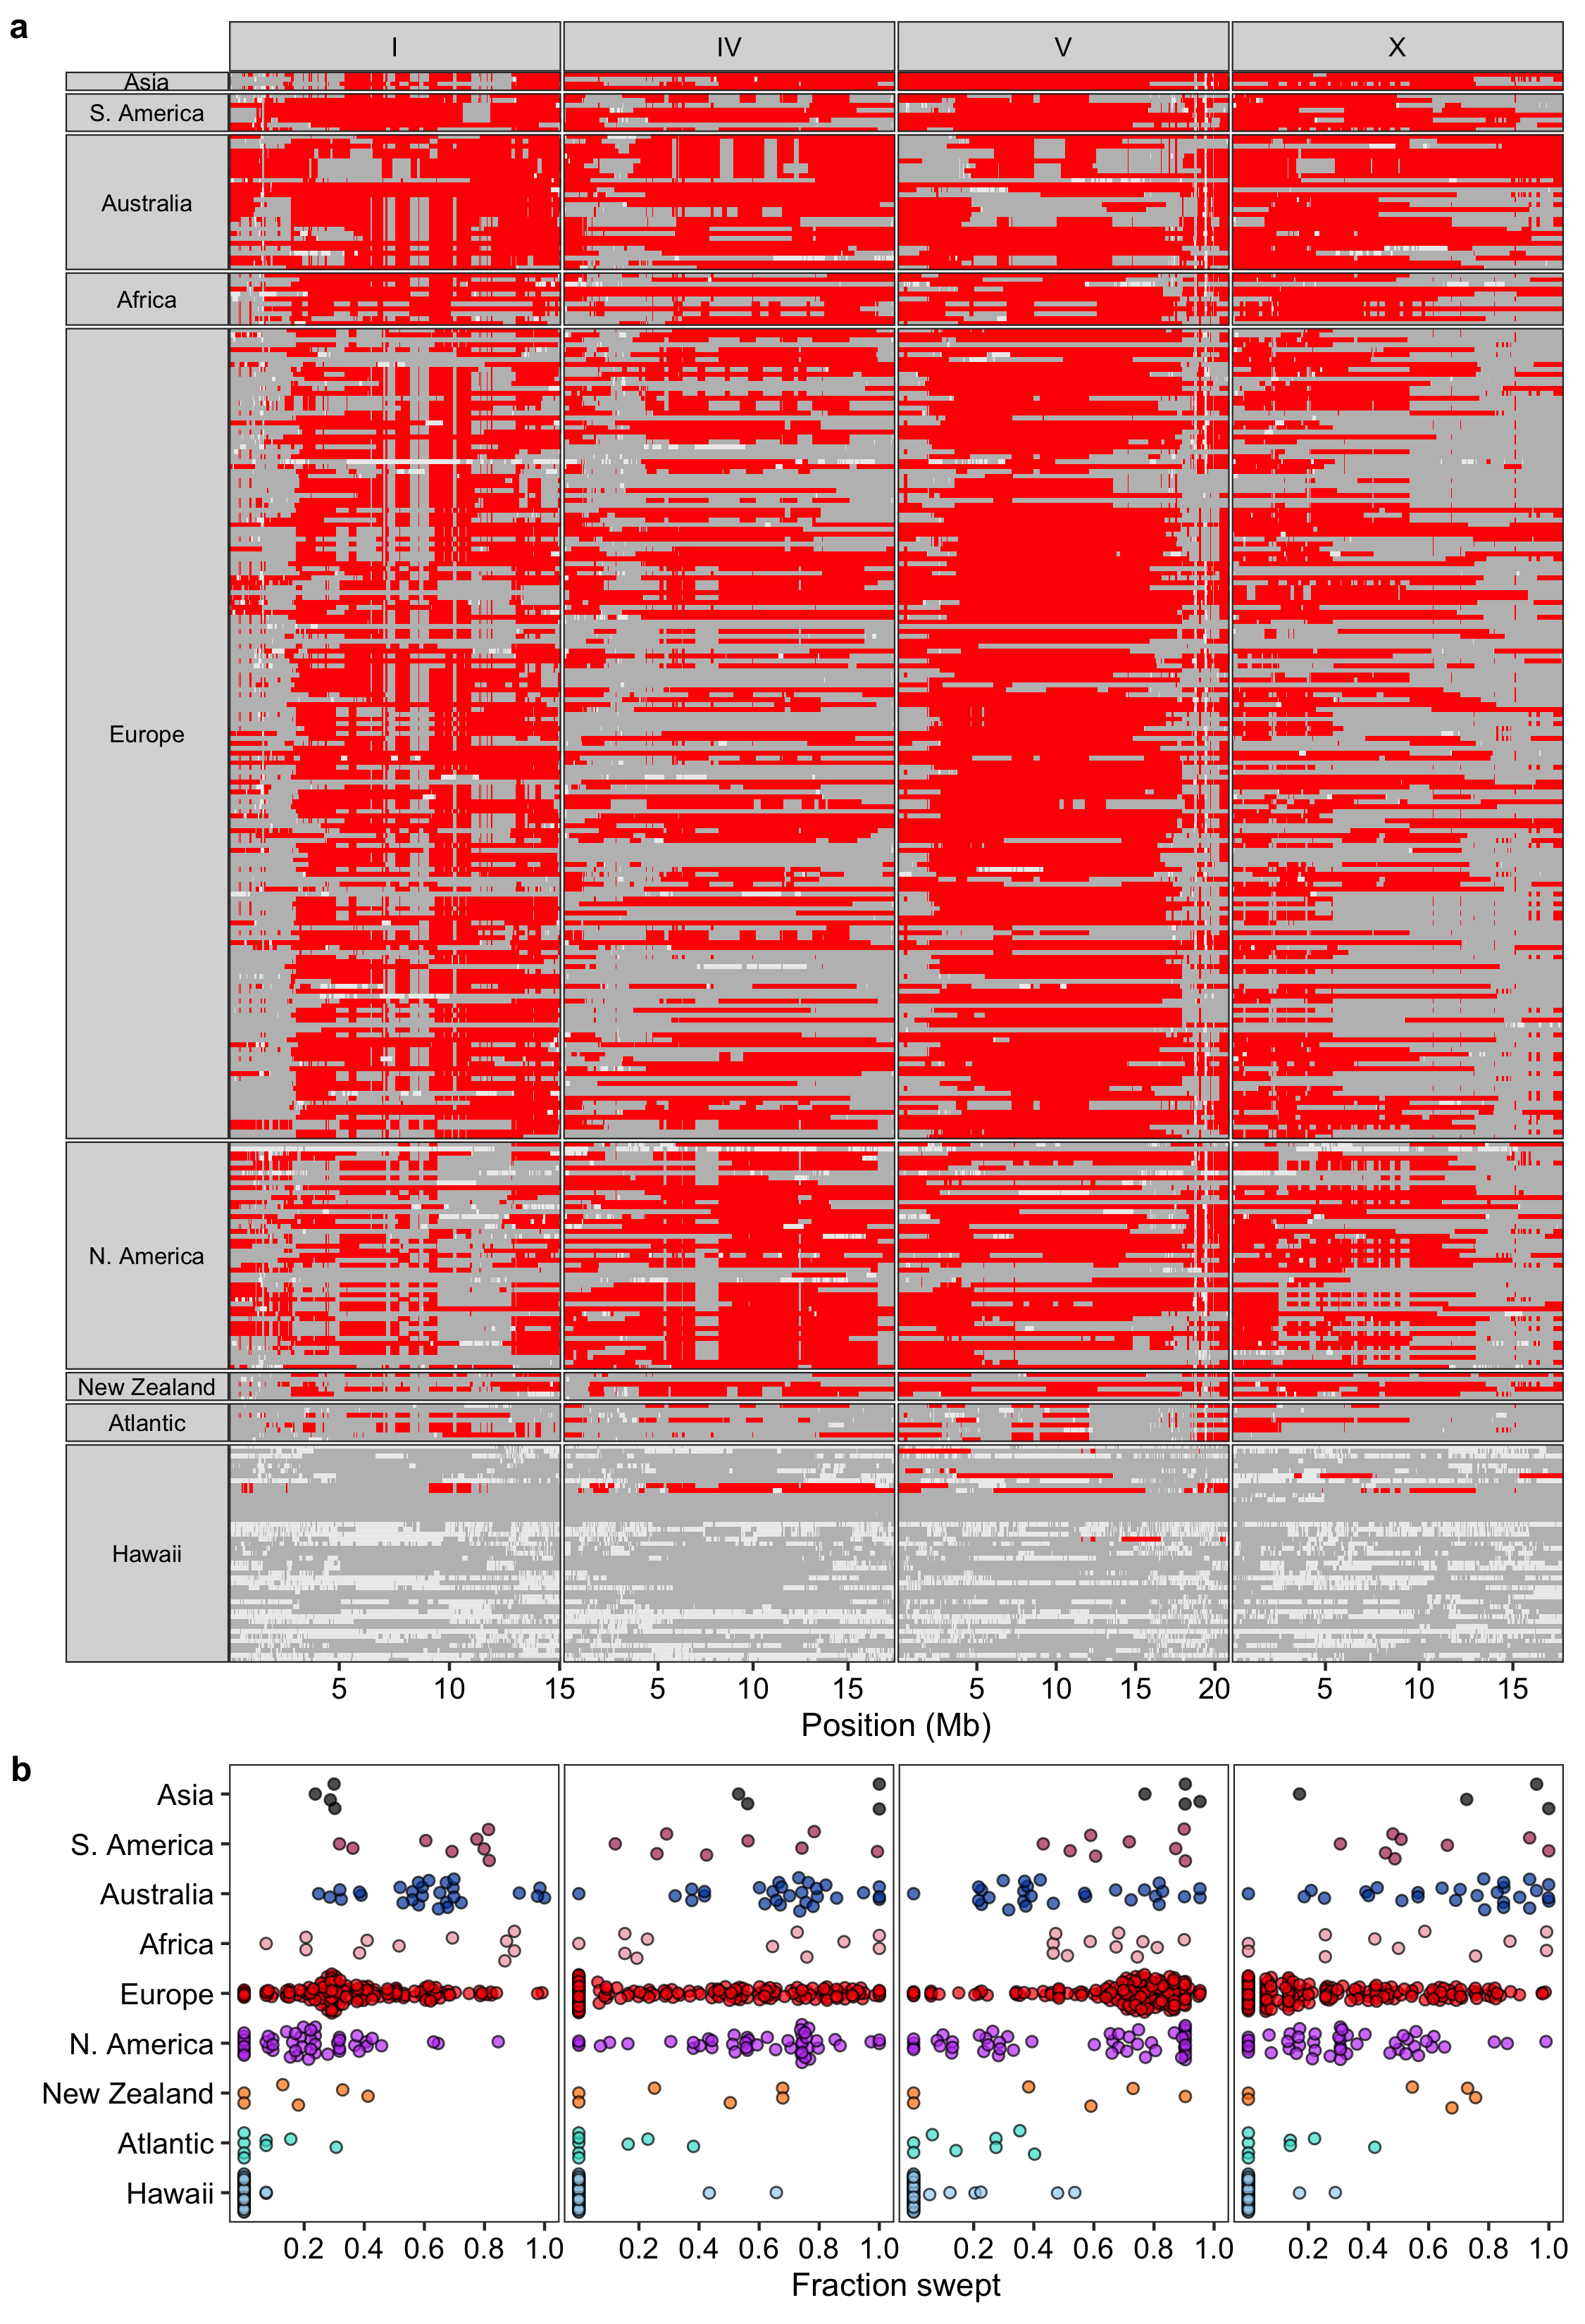 a
I IV V X
Asia
S. America
Australia
Africa
Europe
N. America
New Zealand
Atlantic
Hawaii
5 10 15 5 10 15 5 10 15 20 5 10 15
Position (Mb)
b
Asia
S. America
Australia
Africa
Europe
N. America
New Zealand
Atlantic
Hawaii
0.2 0.4 0.6 0.8 1.0 0.2 0.4 0.6 0.8 1.0 0.2 0.4 0.6 0.8 1.0 0.2 0.4 0.6 0.8 1.0
Fraction swept